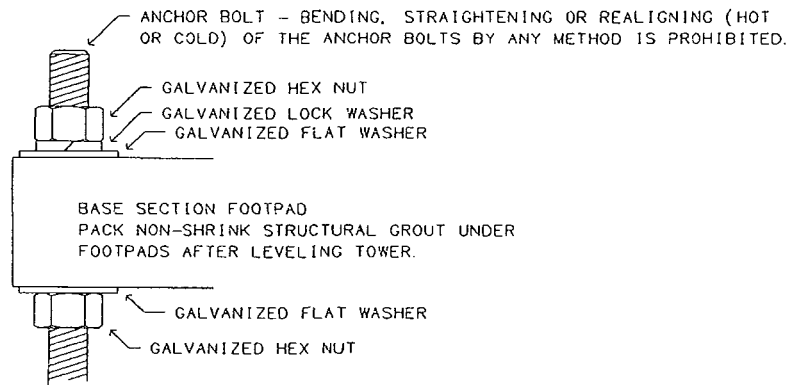 ANCHOR BOLT - BENDING, STRAIGHTENING OR REALIGNING (HOT
OR COLD) OF THE ANCHOR BOLTS BY ANY METHOD IS PROHIBITED.
GALVANIZED HEX NUT
GALVANIZED LOCK WASHER
GALVANIZED FLAT WASHER
BASE SECTION FOOTPAD
PACK NON-SHRINK STRUCTURAL GROUT UNDER
FOOTPADS AFTER LEVELING TOWER.
GALVANIZED FLAT WASHER
GALVANIZED HEX NUT